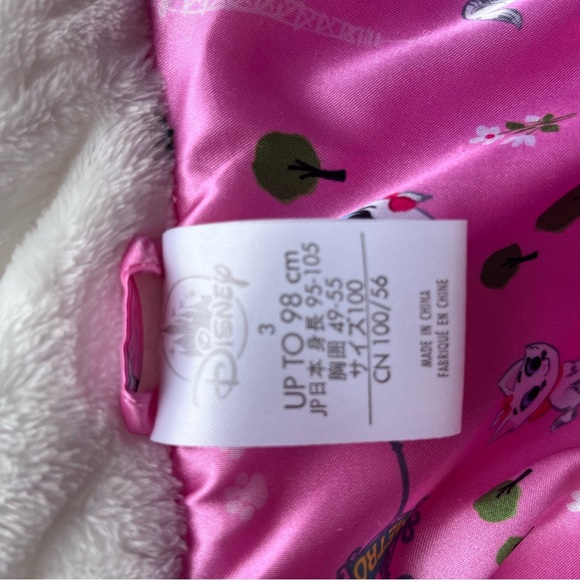 Disney
3
UP TO 98 cm
JP日本 身長 95-105
胸囲 49-55
サイズ100
CN 100/56
MADE IN CHINA
FABRIQUÉ EN CHINE
METRO